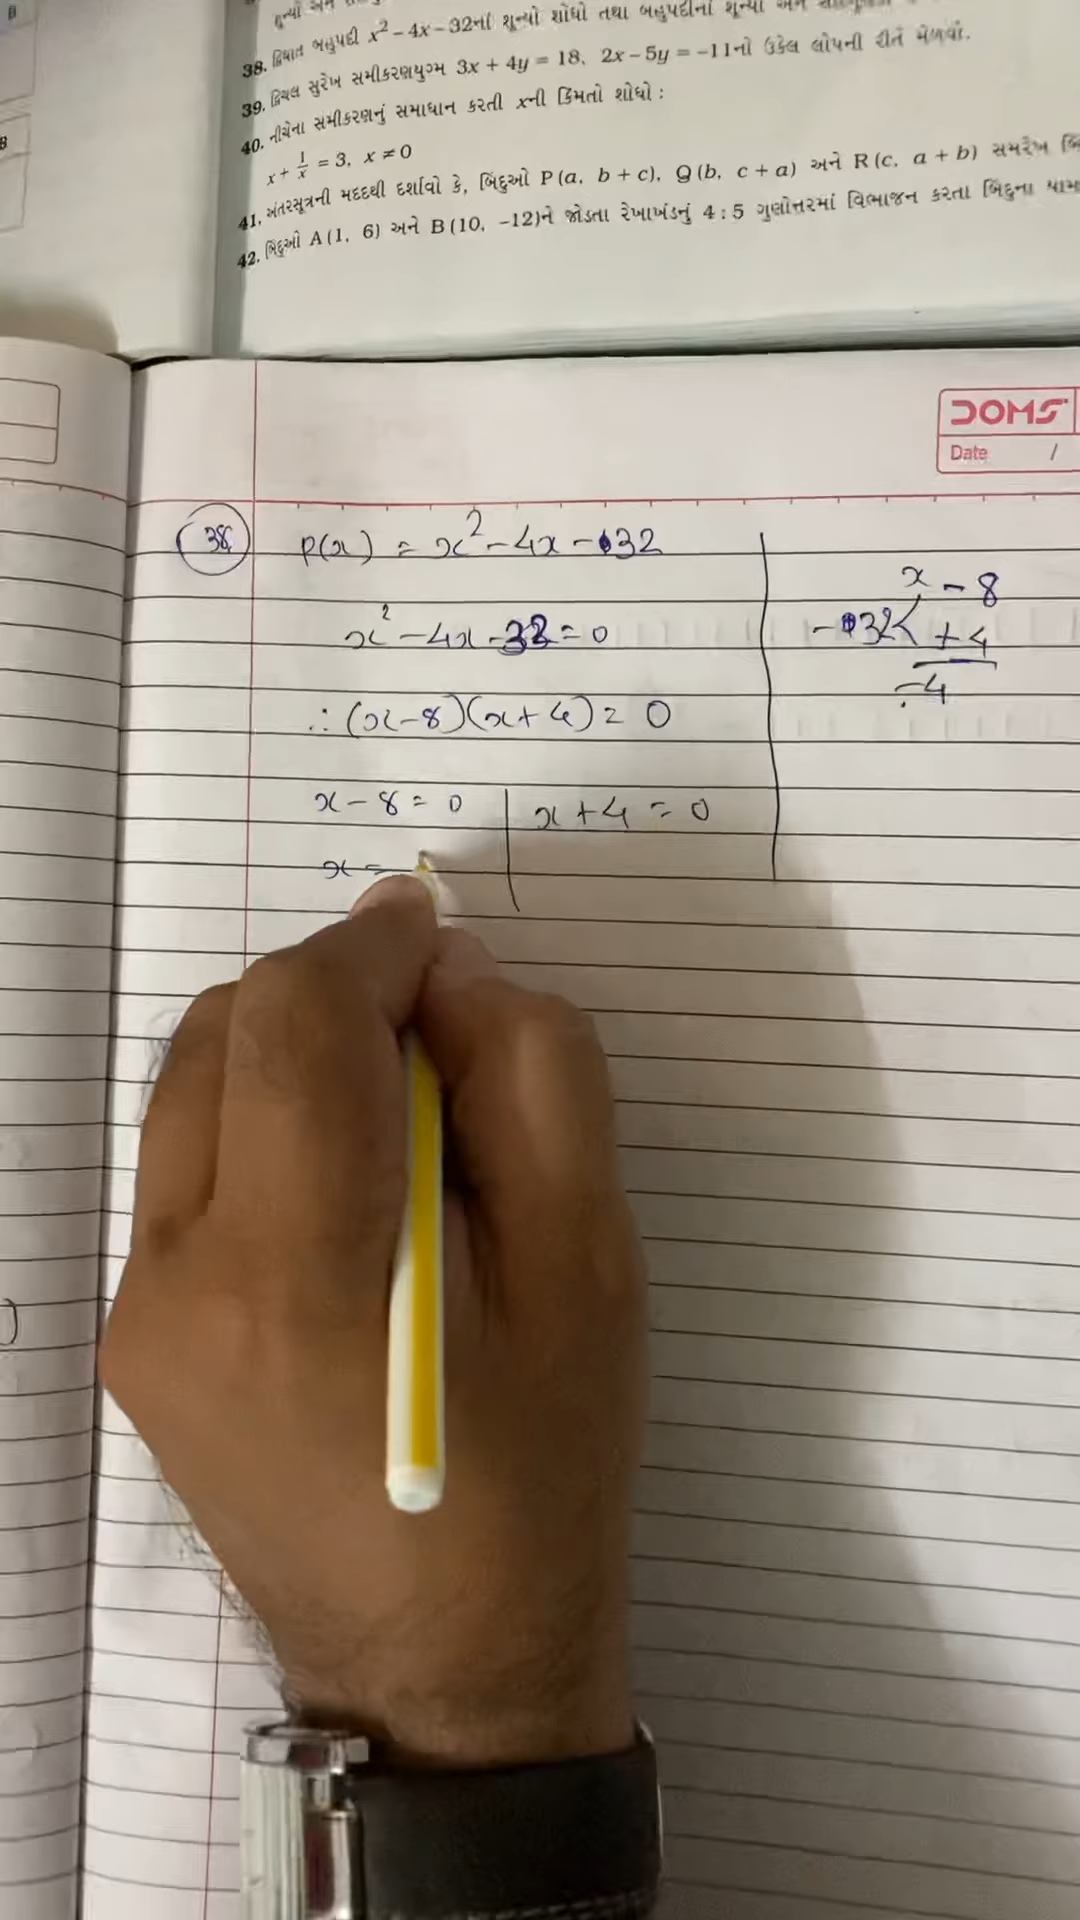 શૂન્યો અને
38. દ્વિઘાત બહુપદી x² – 4x – 32નાં શૂન્યો શોધો તથા બહુપદીનાં શૂન્યો અને
39. દ્વિચલ સુરેખ સમીકરણયુગ્મ 3x + 4y = 18, 2x – 5y = –11નો ઉકેલ લોપની રીતે મેળવો.
40. નીચેના સમીકરણનું સમાધાન કરતી xની કિંમતો શોધો :
x + 1/x = 3, x ≠ 0
41. અંતરસૂત્રની મદદથી દર્શાવો કે, બિંદુઓ P(a, b + c), Q(b, c + a) અને R(c, a + b) સમરેખ
42. બિંદુઓ A(1, 6) અને B(10, –12)ને જોડતા રેખાખંડનું 4 : 5 ગુણોત્તરમાં વિભાજન કરતા બિંદુના
DOMS
Date /
38 P(x) = x² – 4x – 32
x² – 4x – 32 = 0
∴ (x – 8)(x + 4) = 0
x – 8 = 0 | x + 4 = 0
x =
x – 8
– 32 < + 4
– 4